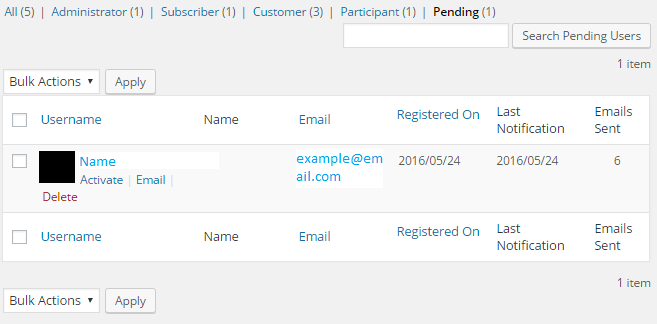 All (5) | Administrator (1) | Subscriber (1) | Customer (3) | Participant (1) | Pending (1)
Search Pending Users
1 item
Bulk Actions Apply
Username Name Email Registered On Last Notification Emails Sent
Name example@email.com 2016/05/24 2016/05/24 6
Activate | Email |
Delete
Username Name Email Registered On Last Notification Emails Sent
1 item
Bulk Actions Apply